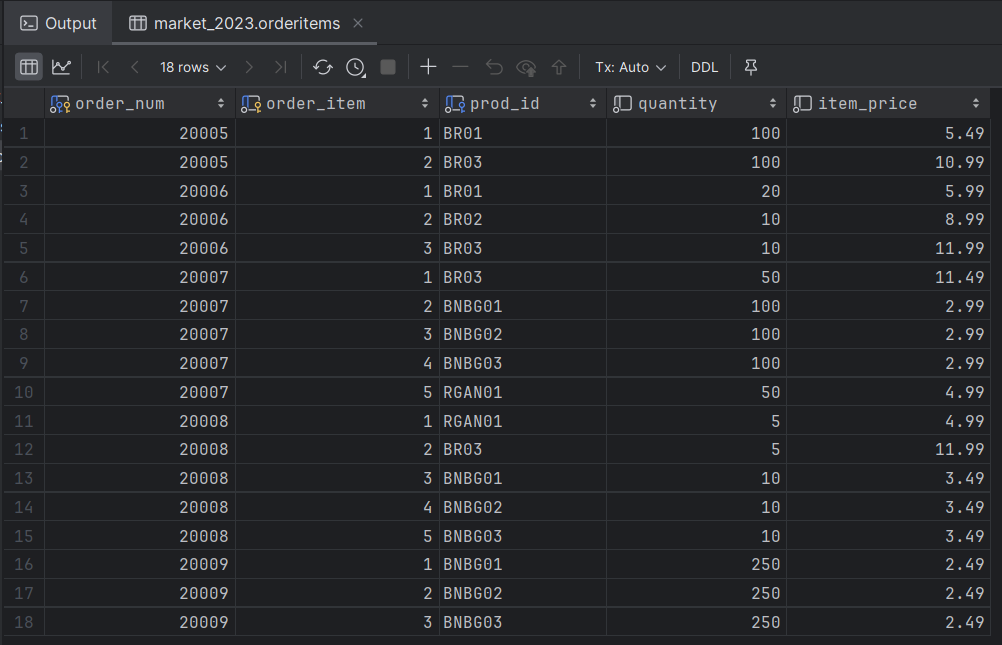 Output market_2023.orderitems
18 rows Tx: Auto DDL
order_num order_item prod_id quantity item_price
1 20005 1 BR01 100 5.49
2 20005 2 BR03 100 10.99
3 20006 1 BR01 20 5.99
4 20006 2 BR02 10 8.99
5 20006 3 BR03 10 11.99
6 20007 1 BR03 50 11.49
7 20007 2 BNBG01 100 2.99
8 20007 3 BNBG02 100 2.99
9 20007 4 BNBG03 100 2.99
10 20007 5 RGAN01 50 4.99
11 20008 1 RGAN01 5 4.99
12 20008 2 BR03 5 11.99
13 20008 3 BNBG01 10 3.49
14 20008 4 BNBG02 10 3.49
15 20008 5 BNBG03 10 3.49
16 20009 1 BNBG01 250 2.49
17 20009 2 BNBG02 250 2.49
18 20009 3 BNBG03 250 2.49